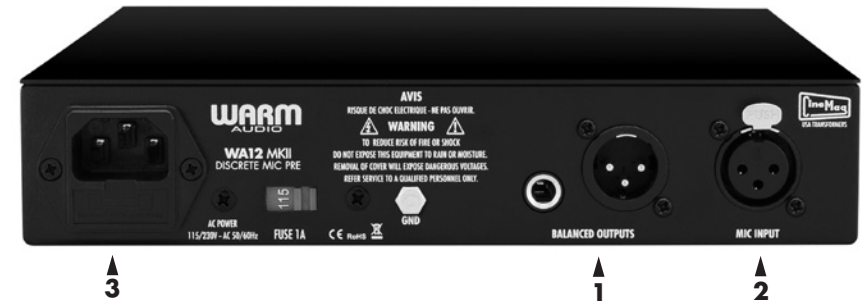 WARM
AUDIO
WA12 MKII
DISCRETE MIC PRE
AC POWER
115/230V - AC 50/60Hz
115
FUSE 1A
CE RoHS
AVIS
RISQUE DE CHOC ELECTRIQUE - NE PAS OUVRIR.
WARNING
TO REDUCE RISK OF FIRE OR SHOCK
DO NOT EXPOSE THIS EQUIPMENT TO RAIN OR MOISTURE.
REMOVAL OF COVER WILL EXPOSE DANGEROUS VOLTAGES.
REFER SERVICE TO A QUALIFIED PERSONNEL ONLY.
GND
BALANCED OUTPUTS
PUSH
MIC INPUT
CineMag
USA TRANSFORMERS
3
1
2